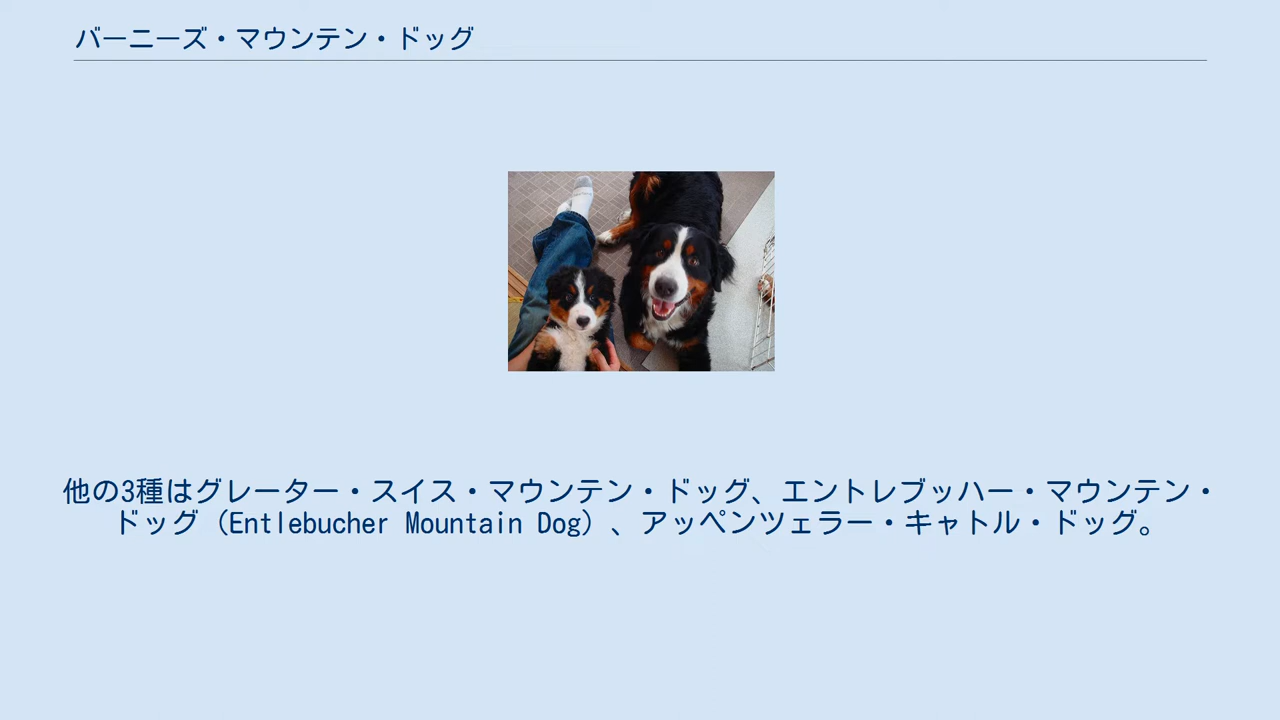 バーニーズ・マウンテン・ドッグ
他の3種はグレーター・スイス・マウンテン・ドッグ、エントレブッハー・マウンテン・
ドッグ（Entlebucher Mountain Dog）、アッペンツェラー・キャトル・ドッグ。